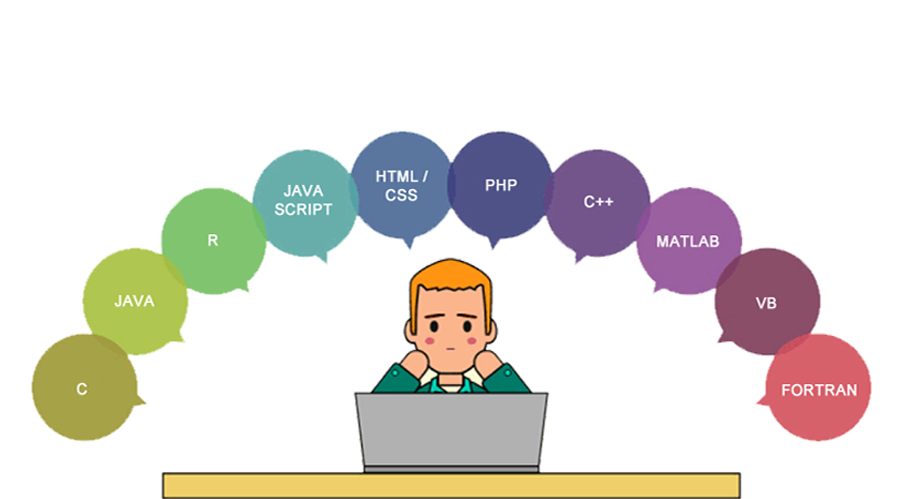 C
JAVA
R
JAVA
SCRIPT
HTML /
CSS
PHP
C++
MATLAB
VB
FORTRAN